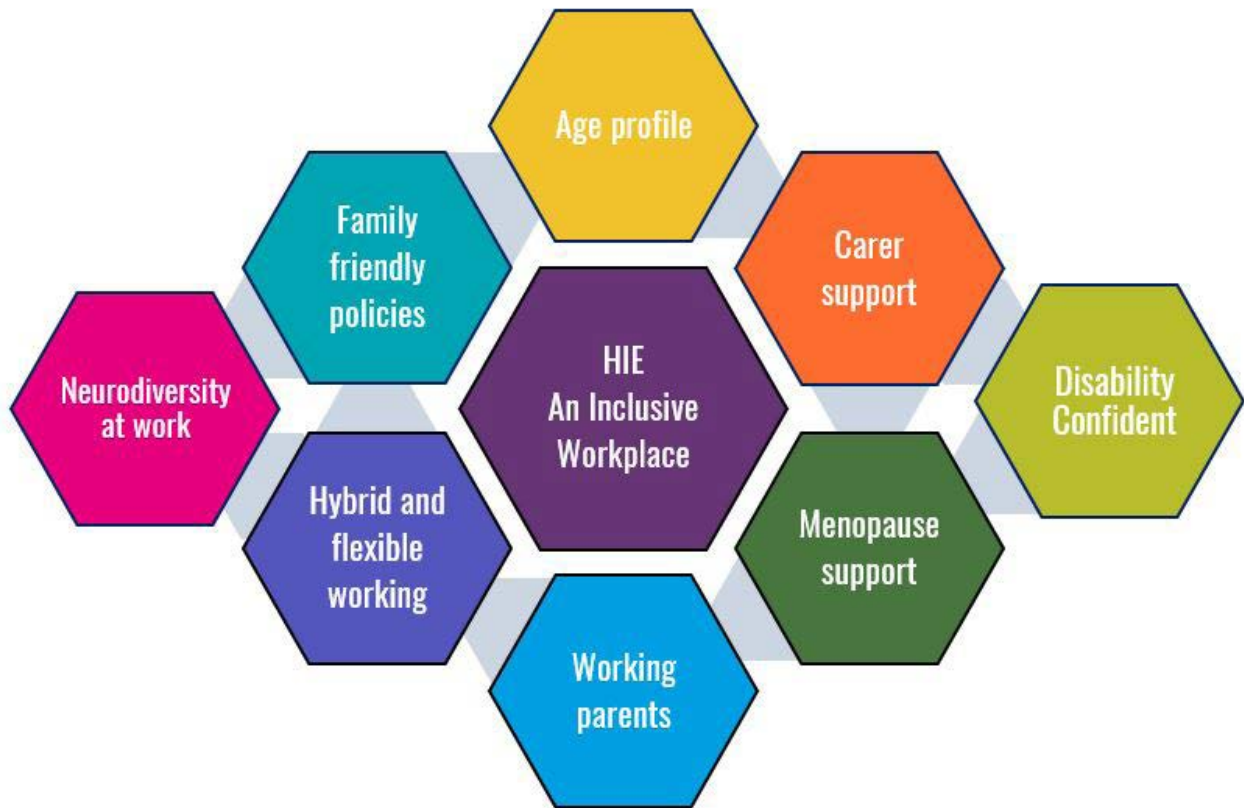 Age profile
Family
friendly
policies
Carer
support
Neurodiversity
at work
HIE
An Inclusive
Workplace
Disability
Confident
Hybrid and
flexible
working
Menopause
support
Working
parents